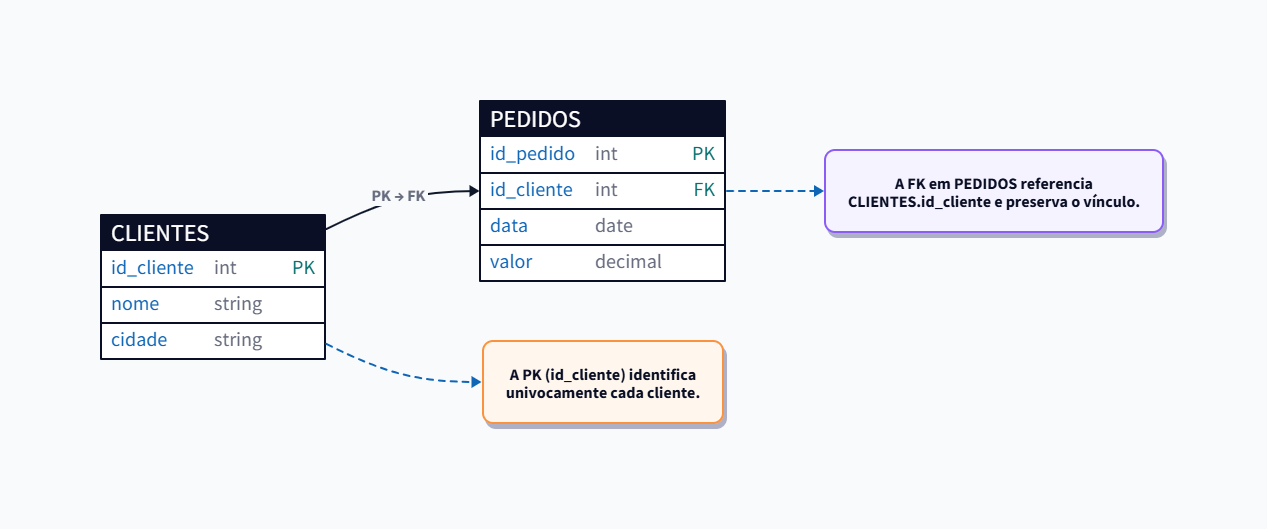 PEDIDOS
id_pedido int PK
id_cliente int FK
data date
valor decimal
PK → FK
CLIENTES
id_cliente int PK
nome string
cidade string
A FK em PEDIDOS referencia
CLIENTES.id_cliente e preserva o vínculo.
A PK (id_cliente) identifica
univocamente cada cliente.